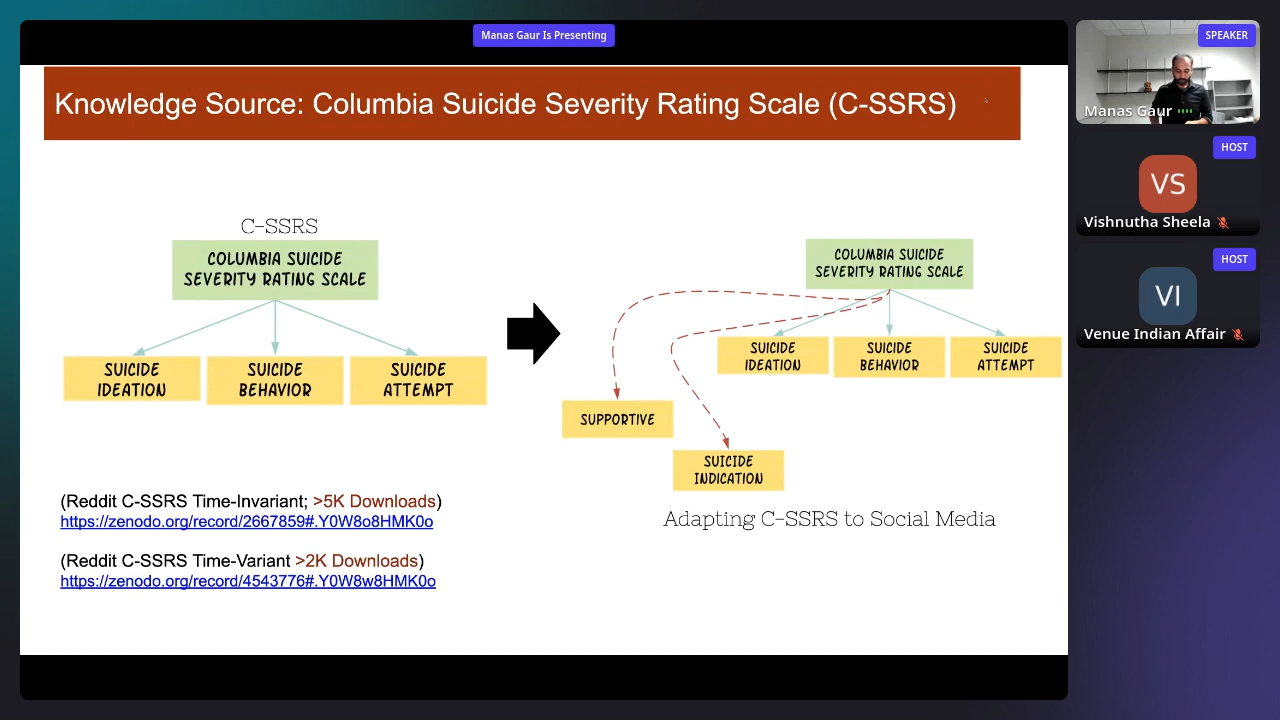 Manas Gaur Is Presenting
Knowledge Source: Columbia Suicide Severity Rating Scale (C-SSRS)
C-SSRS
COLUMBIA SUICIDE
SEVERITY RATING SCALE
SUICIDE
IDEATION
SUICIDE
BEHAVIOR
SUICIDE
ATTEMPT
(Reddit C-SSRS Time-Invariant; >5K Downloads)
https://zenodo.org/record/2667859#.Y0W8o8HMK0o
(Reddit C-SSRS Time-Variant >2K Downloads)
https://zenodo.org/record/4543776#.Y0W8w8HMK0o
COLUMBIA SUICIDE
SEVERITY RATING SCALE
SUICIDE
IDEATION
SUICIDE
BEHAVIOR
SUICIDE
ATTEMPT
SUPPORTIVE
SUICIDE
INDICATION
Adapting C-SSRS to Social Media
SPEAKER
Manas Gaur
HOST
VS
Vishnutha Sheela
HOST
VI
Venue Indian Affair